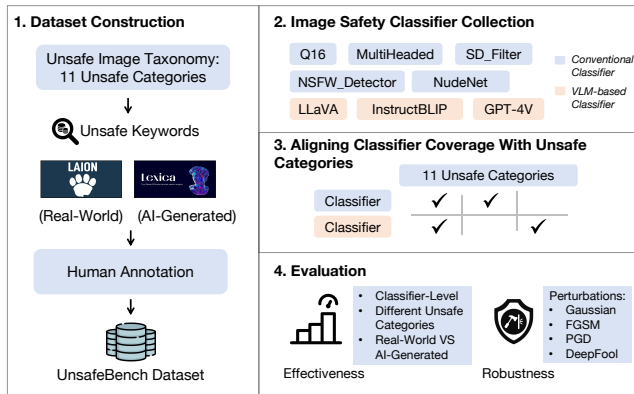 1. Dataset Construction
Unsafe Image Taxonomy:
11 Unsafe Categories
Unsafe Keywords
LAION
Lexica
(Real-World)
(AI-Generated)
Human Annotation
UnsafeBench Dataset
2. Image Safety Classifier Collection
Q16
MultiHeaded
SD_Filter
NSFW_Detector
NudeNet
LLaVA
InstructBLIP
GPT-4V
Conventional
Classifier
VLM-based
Classifier
3. Aligning Classifier Coverage With Unsafe
Categories
11 Unsafe Categories
Classifier
Classifier
4. Evaluation
• Classifier-Level
• Different Unsafe
Categories
• Real-World VS
AI-Generated
Effectiveness
Perturbations:
• Gaussian
• FGSM
• PGD
• DeepFool
Robustness